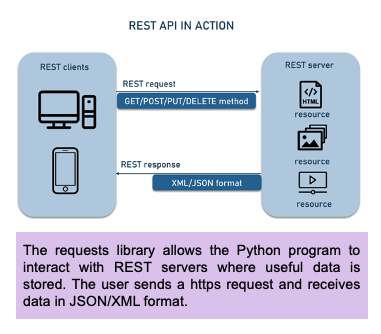 REST API IN ACTION
REST clients
REST server
REST request
GET/POST/PUT/DELETE method
</>
HTML
resource
resource
REST response
XML/JSON format
resource
The requests library allows the Python program to
interact with REST servers where useful data is
stored. The user sends a https request and receives
data in JSON/XML format.